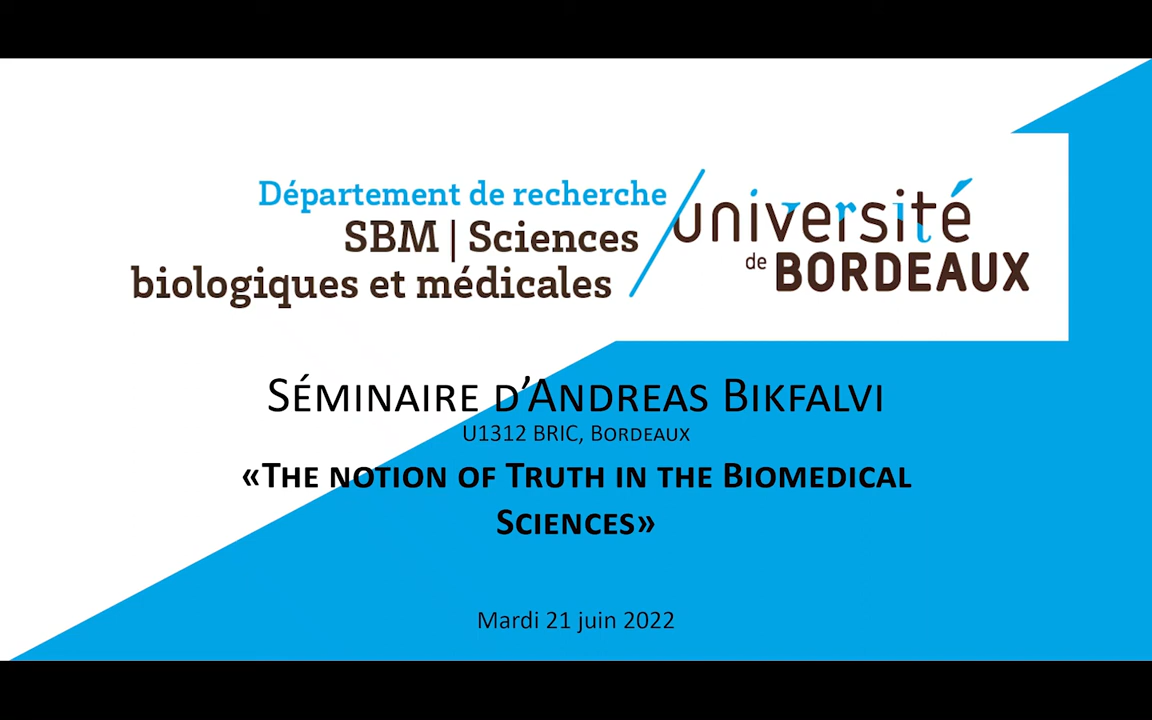 Département de recherche
SBM | Sciences
biologiques et médicales
université
de BORDEAUX
Séminaire d’Andreas Bikfalvi
U1312 BRIC, Bordeaux
«The notion of Truth in the Biomedical
Sciences»
Mardi 21 juin 2022